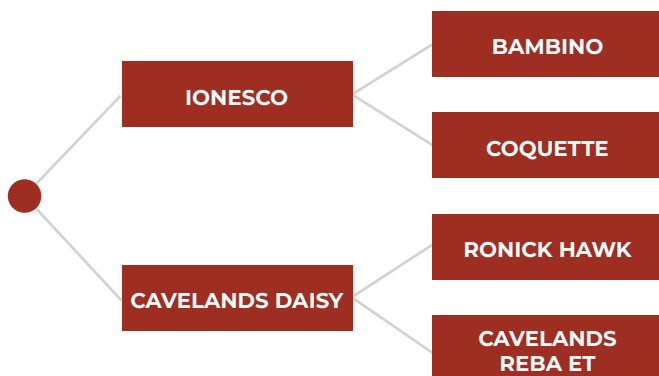 BAMBINO
IONESCO
COQUETTE
RONICK HAWK
CAVELANDS DAISY
CAVELANDS
REBA ET